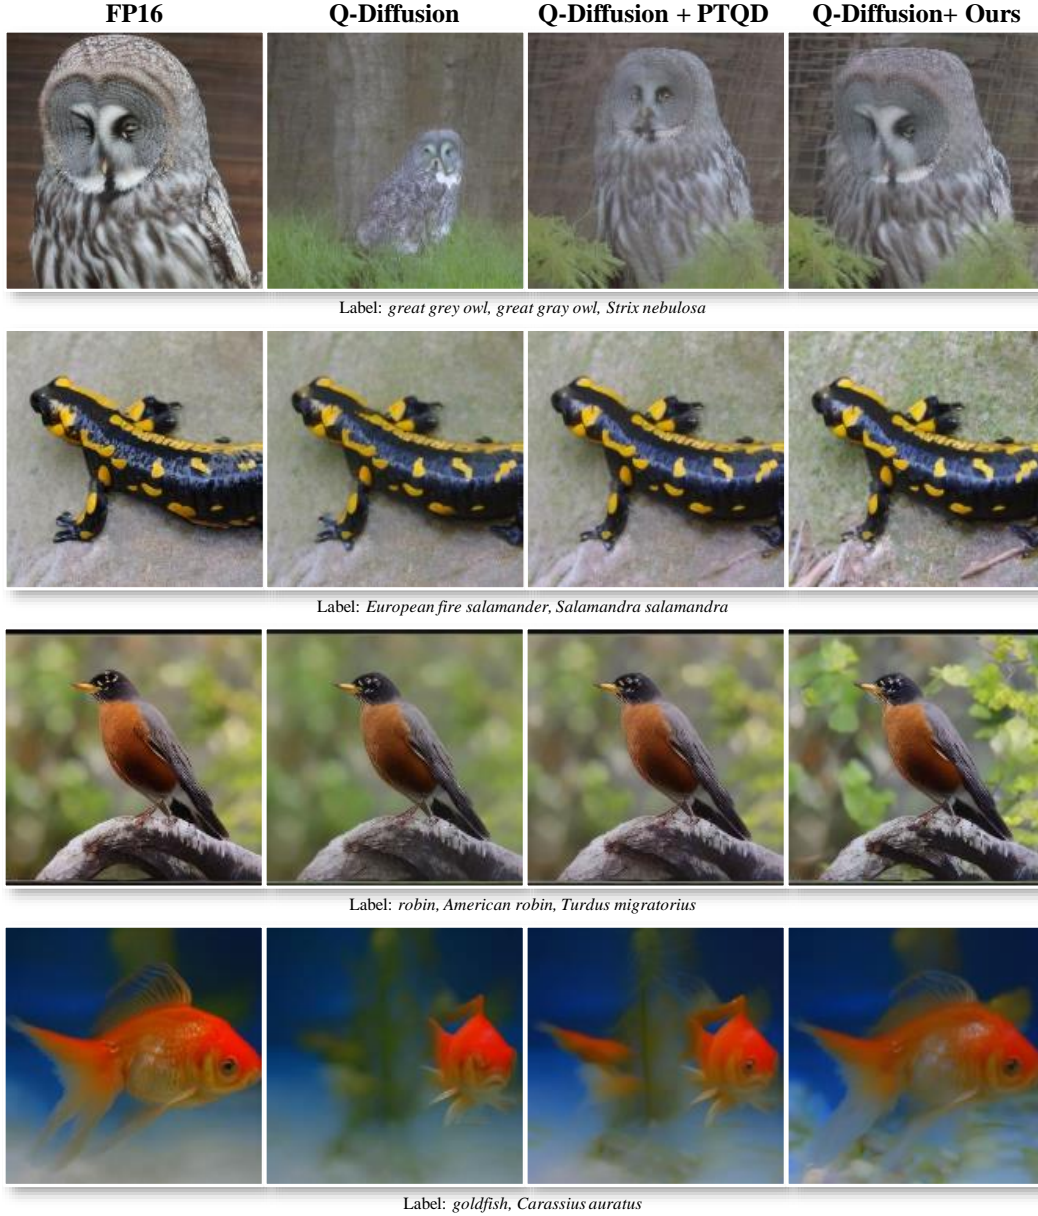 FP16 Q-Diffusion Q-Diffusion + PTQD Q-Diffusion+ Ours
Label: great grey owl, great gray owl, Strix nebulosa
Label: European fire salamander, Salamandra salamandra
Label: robin, American robin, Turdus migratorius
Label: goldfish, Carassius auratus